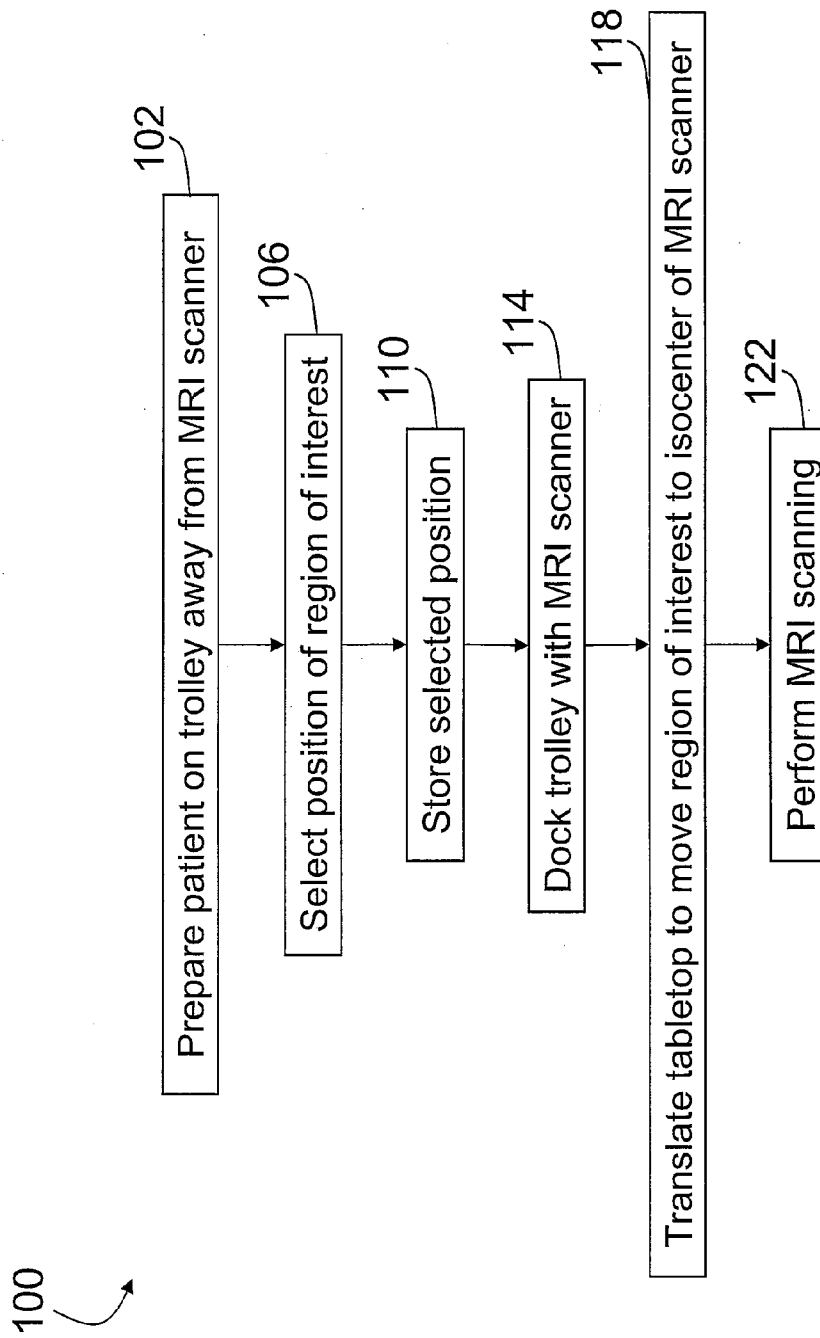 100
102
Prepare patient on trolley away from MRI scanner
106
Select position of region of interest
110
Store selected position
114
Dock trolley with MRI scanner
118
Translate tabletop to move region of interest to isocenter of MRI scanner
122
Perform MRI scanning